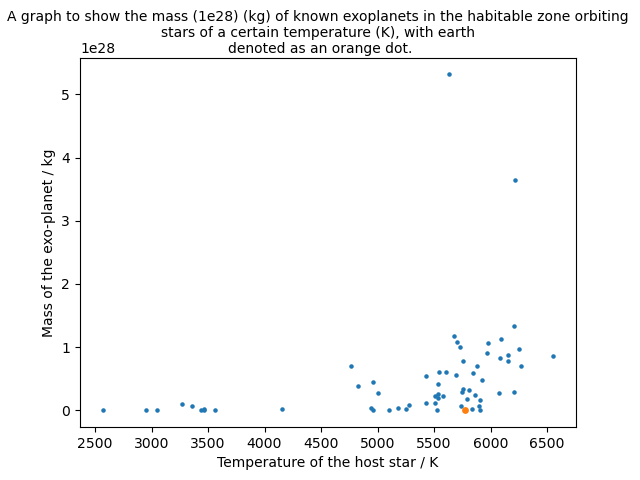 A graph to show the mass (1e28) (kg) of known exoplanets in the habitable zone orbiting
stars of a certain temperature (K), with earth
denoted as an orange dot.
1e28
5
4
3
2
1
0
Mass of the exo-planet / kg
2500 3000 3500 4000 4500 5000 5500 6000 6500
Temperature of the host star / K